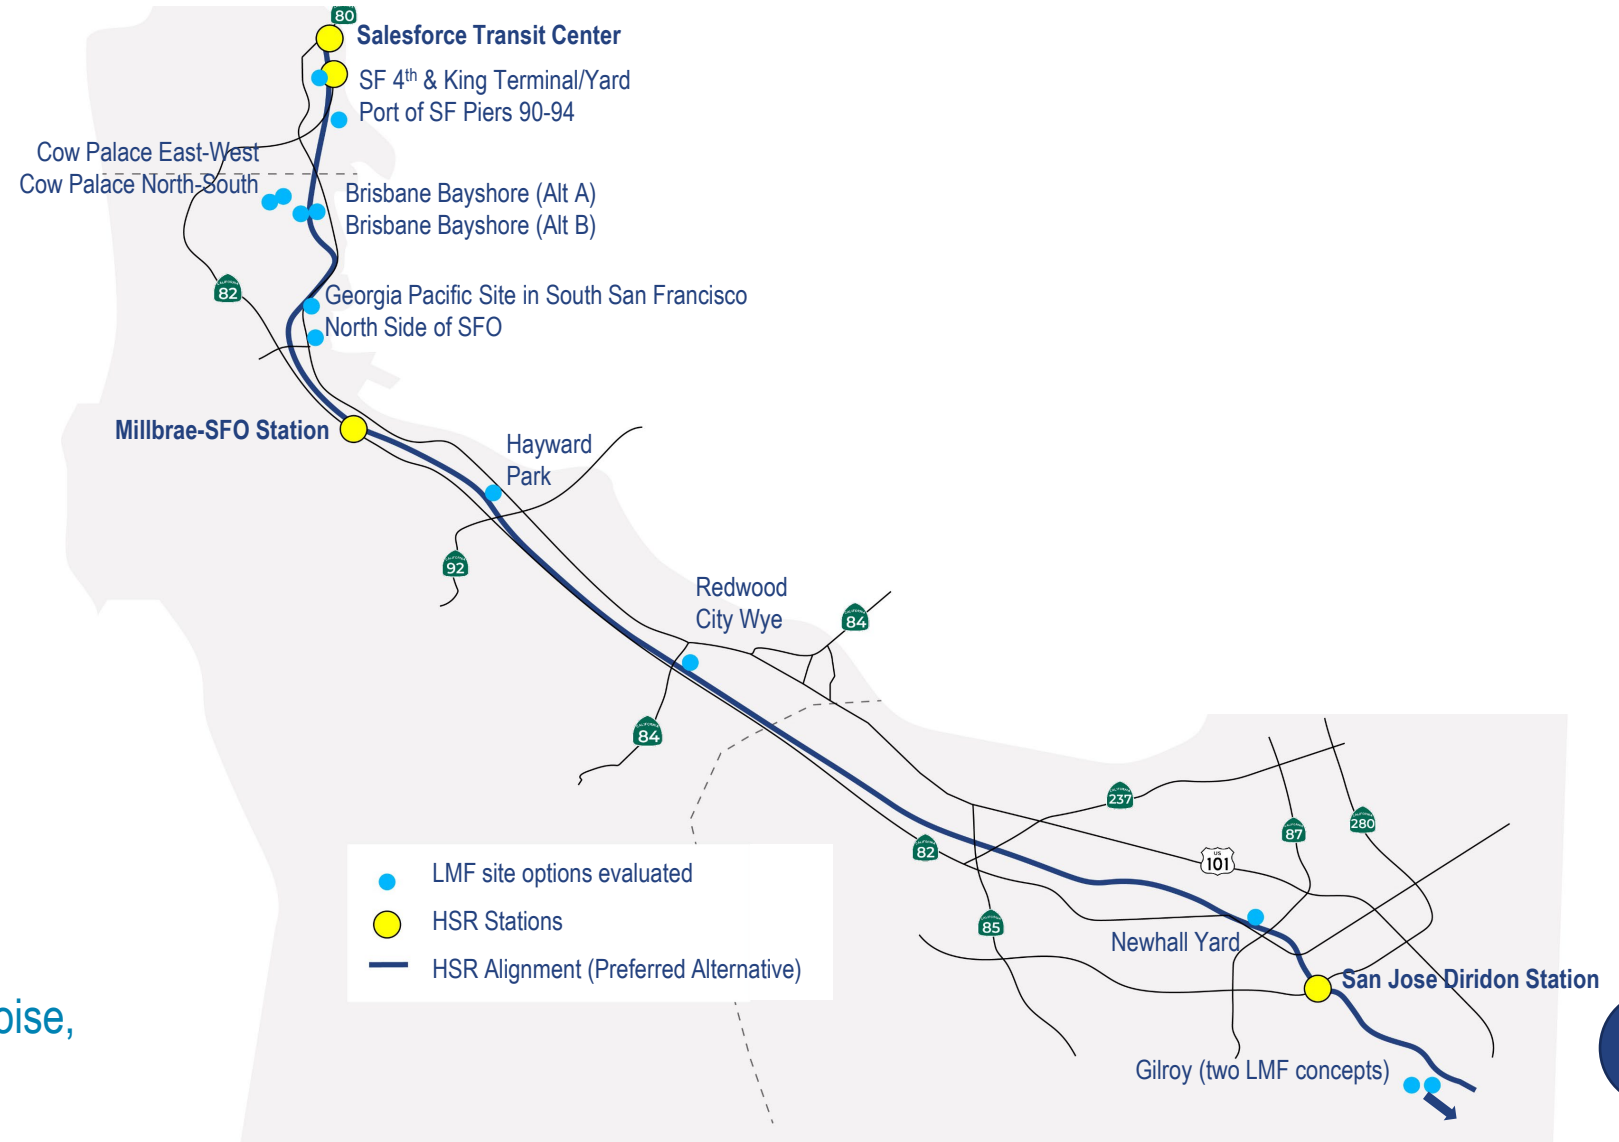 80
Salesforce Transit Center
SF 4th & King Terminal/Yard
Port of SF Piers 90-94
Cow Palace East-West
Cow Palace North-South
Brisbane Bayshore (Alt A)
Brisbane Bayshore (Alt B)
82
Georgia Pacific Site in South San Francisco
North Side of SFO
Millbrae-SFO Station
Hayward
Park
92
Redwood
City Wye
84
84
237
87
280
82
US
101
LMF site options evaluated
HSR Stations
HSR Alignment (Preferred Alternative)
85
Newhall Yard
San Jose Diridon Station
oise,
Gilroy (two LMF concepts)